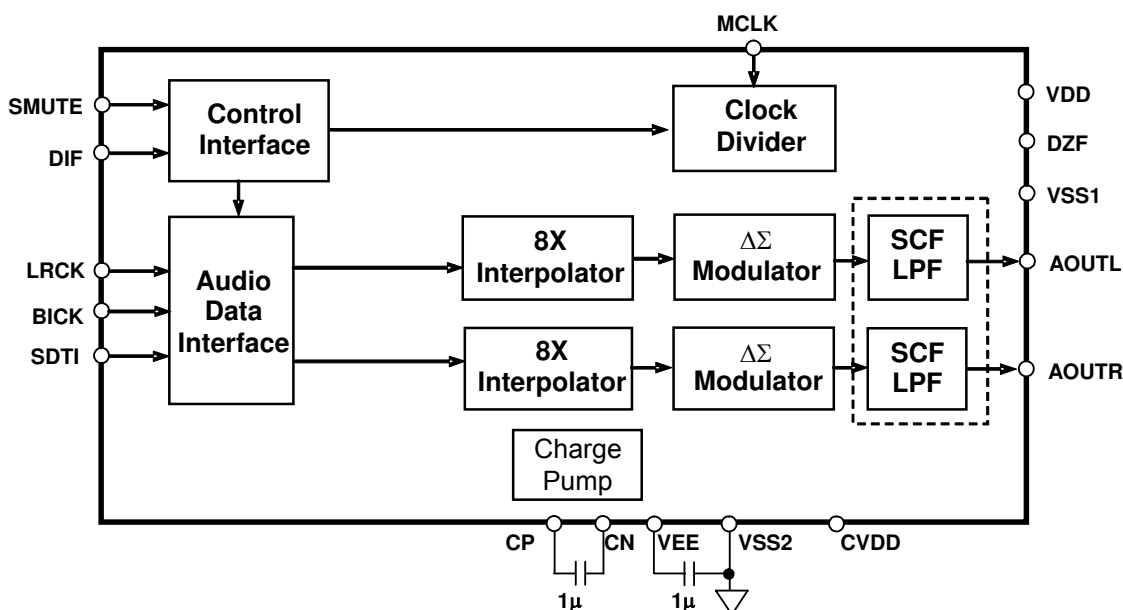 MCLK
SMUTE
DIF
Control
Interface
Clock
Divider
VDD
DZF
VSS1
LRCK
BICK
SDTI
Audio
Data
Interface
8X
Interpolator
ΔΣ
Modulator
SCF
LPF
AOUTL
8X
Interpolator
ΔΣ
Modulator
SCF
LPF
AOUTR
Charge
Pump
CP
CN
VEE
VSS2
CVDD
1μ
1μ